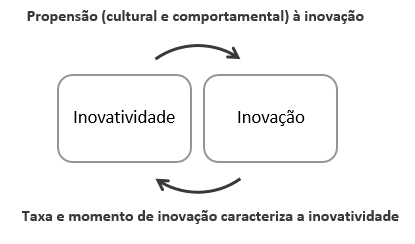 Propensão (cultural e comportamental) à inovação
Inovatividade
Inovação
Taxa e momento de inovação caracteriza a inovatividade